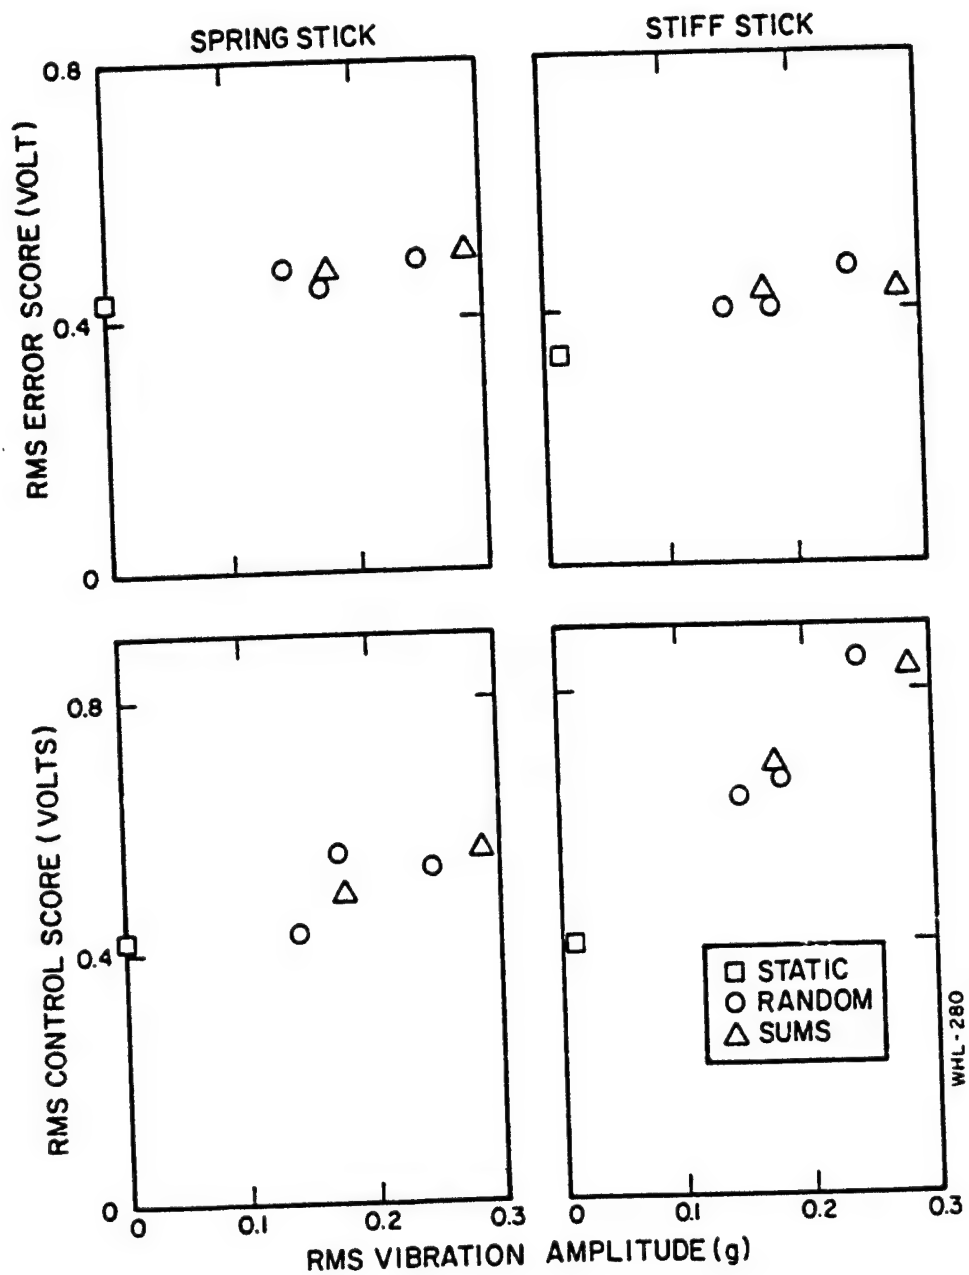 SPRING STICK
STIFF STICK
0.8
RMS ERROR SCORE (VOLT)
0.4
0
0.8
RMS CONTROL SCORE (VOLTS)
0.4
□ STATIC
○ RANDOM
△ SUMS
WHL-280
0
0 0.1 0.2 0.3
0 0.1 0.2 0.3
RMS VIBRATION AMPLITUDE (g)